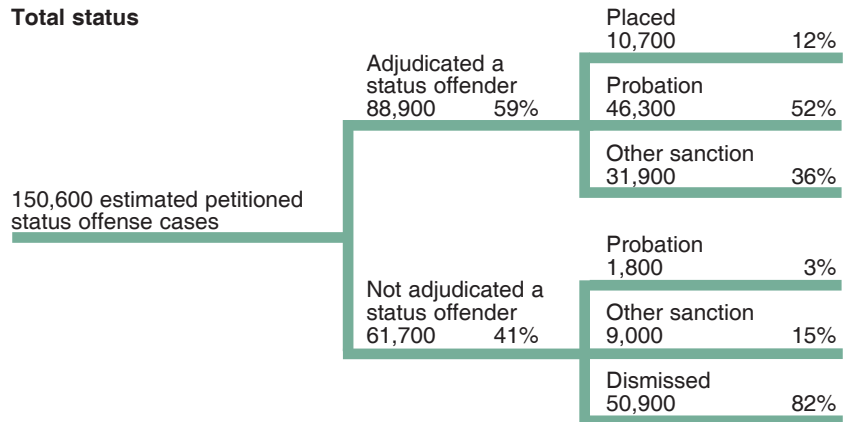 Total status
150,600 estimated petitioned
status offense cases
Adjudicated a
status offender
88,900 59%
Placed
10,700 12%
Probation
46,300 52%
Other sanction
31,900 36%
Not adjudicated a
status offender
61,700 41%
Probation
1,800 3%
Other sanction
9,000 15%
Dismissed
50,900 82%